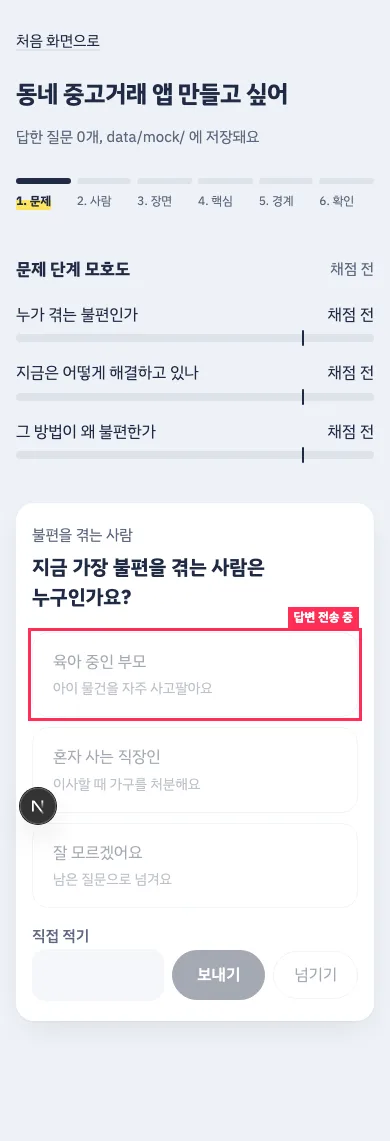 처음 화면으로
동네 중고거래 앱 만들고 싶어
답한 질문 0개, data/mock/ 에 저장돼요
1. 문제 2. 사람 3. 장면 4. 핵심 5. 경계 6. 확인
문제 단계 모호도 채점 전
누가 겪는 불편인가 채점 전
지금은 어떻게 해결하고 있나 채점 전
그 방법이 왜 불편한가 채점 전
불편을 겪는 사람
지금 가장 불편을 겪는 사람은
누구인가요?
답변 전송 중
육아 중인 부모
아이 물건을 자주 사고팔아요
혼자 사는 직장인
이사할 때 가구를 처분해요
N
잘 모르겠어요
남은 질문으로 넘겨요
직접 적기
보내기 넘기기